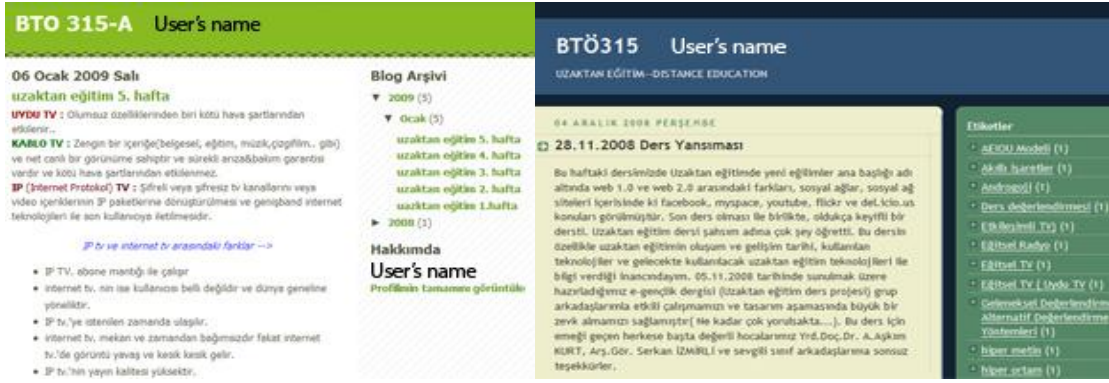 BTO 315-A User's name
06 Ocak 2009 Salı
uzaktan eğitim 5. hafta
UYDU TV : Olumsuz özelliklerinden biri kötü hava şartlarından
etkilenir..
KABLO TV : Zengin bir içeriğe(belgesel, eğitim, müzik,çizgifilm.. gibi)
ve net canlı bir görünüme sahiptir ve sürekli arıza&bakım garantisi
vardır ve kötü hava şartlarından etkilenmez.
IP (İnternet Protokol) TV : Şifreli veya şifresiz tv kanallarını veya
video içeriklerinin IP paketlerine dönüştürülmesi ve genişband internet
teknolojileri ile son kullanıcıya iletilmesidir.
IP tv ve internet tv arasındaki farklar -->
IP TV. abone mantığı ile çalışır
internet tv. nin ise kullanıcısı belli değildir ve dünya geneline
yöneliktir.
IP tv.'ye istenilen zamanda ulaşılır.
internet tv. mekan ve zamandan bağımsızdır fakat internet
tv.'de görüntü yavaş ve kesik kesik gelir.
IP tv.'nin yayın kalitesi yüksektir.
Blog Arşivi
▼ 2009 (5)
▼ Ocak (5)
uzaktan eğitim 5. hafta
uzaktan eğitim 4. hafta
uzaktan eğitim 3. hafta
uzaktan eğitim 2. hafta
uzaktan eğitim 1.hafta
► 2008 (1)
Hakkımda
User's name
Profilimin tamamını görüntüle
BTÖ315 User's name
UZAKTAN EĞİTİM--DISTANCE EDUCATION
04 ARALIK 2008 PERŞEMBE
28.11.2008 Ders Yansıması
Bu haftaki dersimizde Uzaktan eğitimde yeni eğilimler ana başlığı adı
altında web 1.0 ve web 2.0 arasındaki farkları, sosyal ağlar, sosyal ağ
siteleri içerisinde ki facebook, myspace, youtube, flickr ve del.icio.us
konuları görülmüştür. Son ders olması ile birlikte, oldukça keyifli bir
dersti. Uzaktan eğitim dersi şahsım adına çok şey öğretti. Bu dersin
özellikle uzaktan eğitimin oluşum ve gelişim tarihi, kullanılan
teknolojiler ve gelecekte kullanılacak uzaktan eğitim teknolojileri ile
bilgi verdiği inancındayım. 05.11.2008 tarihinde sunulmak üzere
hazırladığımız e-gençlik dergisi (Uzaktan eğitim ders projesi) grup
arkadaşlarımla etkili çalışmamızı ve tasarım aşamasında büyük bir
zevk almamızı sağlamıştır( Ne kadar çok yorulsakta....). Bu ders için
emeği geçen herkese başta değerli hocalarımız Yrd.Doç.Dr. A.Aşkım
KURT, Arş.Gör. Serkan İZMİRLİ ve sevgili sınıf arkadaşlarıma sonsuz
teşekkürler.
Etiketler
AEIOU Modeli (1)
Akıllı işaretler (1)
Androgoji (1)
Ders değerlendirmesi (1)
Etkileşimli TV) (1)
Eğitsel Radyo (1)
Eğitsel TV (1)
Eğitsel TV ( Uydu TV (1)
Geleneksel Değerlendirm
Alternatif Değerlendirme
Yöntemleri (1)
hiper metin (1)
hiper ortam (1)